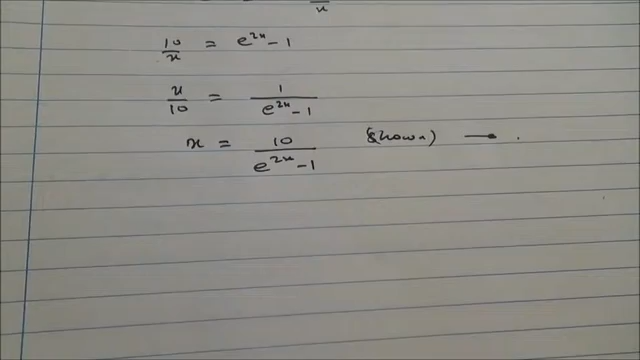 x
10/x = e^{2x} - 1
x/10 = 1/(e^{2x} - 1)
x = 10/(e^{2x} - 1) (Shown) → .